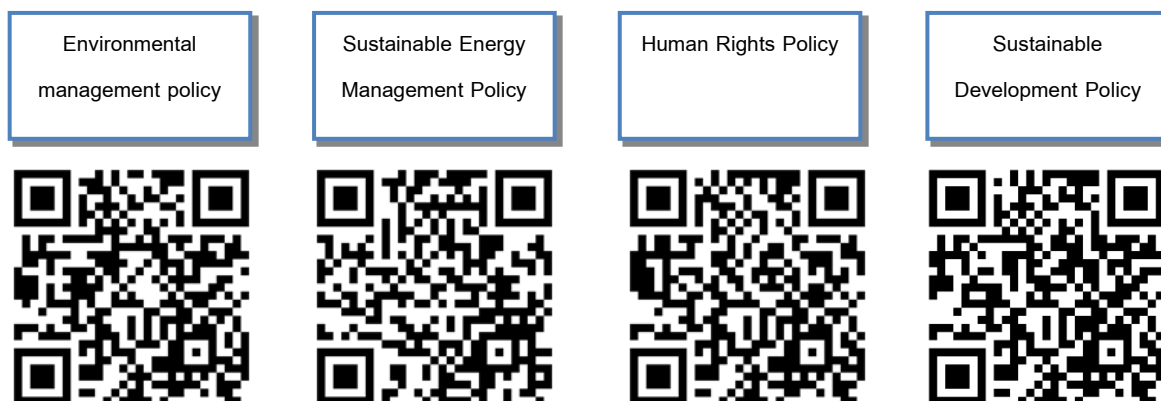 Environmental
management policy
Sustainable Energy
Management Policy
Human Rights Policy
Sustainable
Development Policy